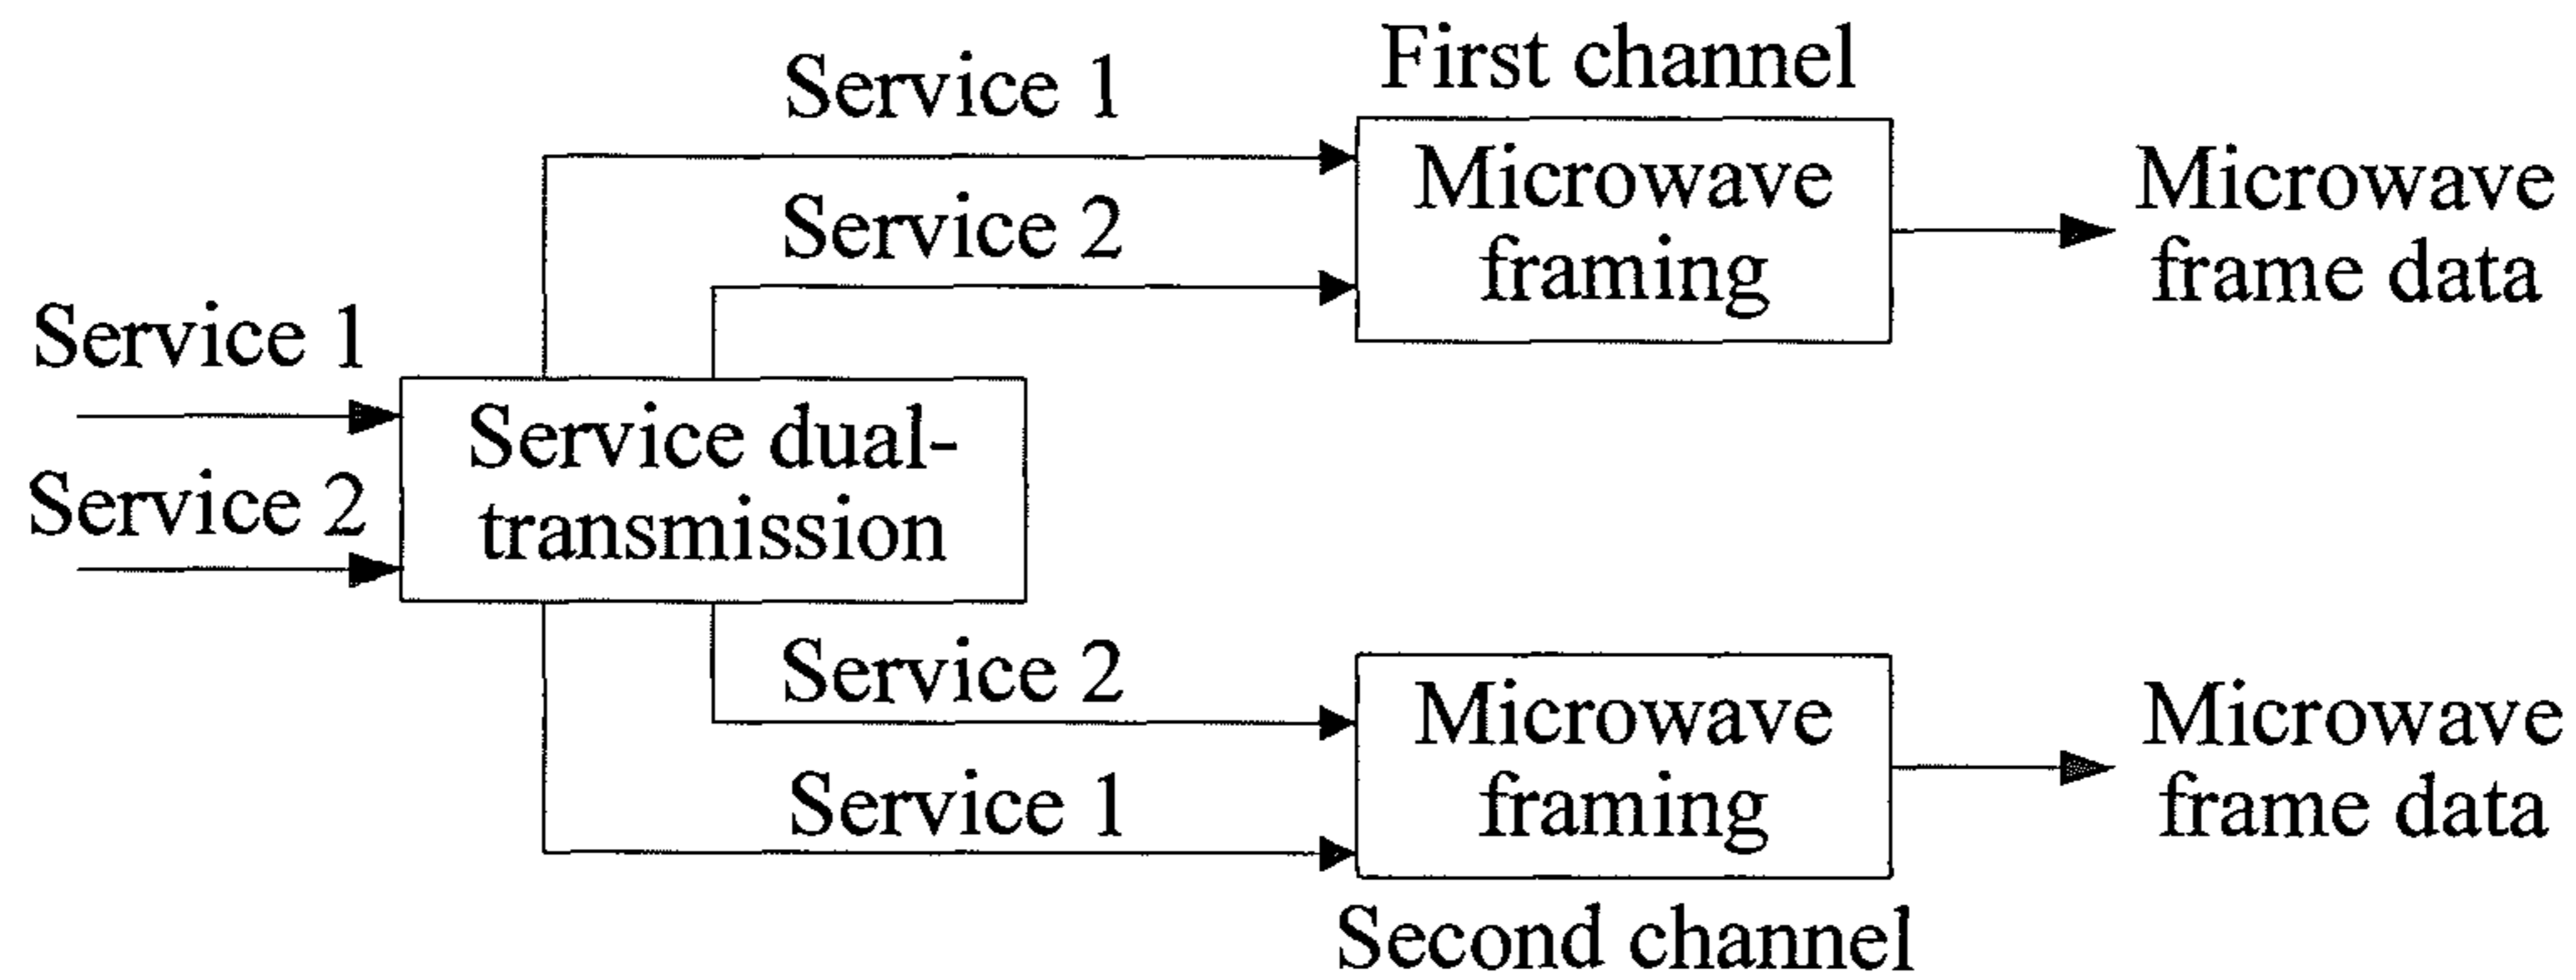 First channel
Service 1
Microwave
framing
Microwave
frame data
Service 2
Service 1
Service 2
Service dual-
transmission
Service 2
Service 1
Microwave
framing
Microwave
frame data
Second channel